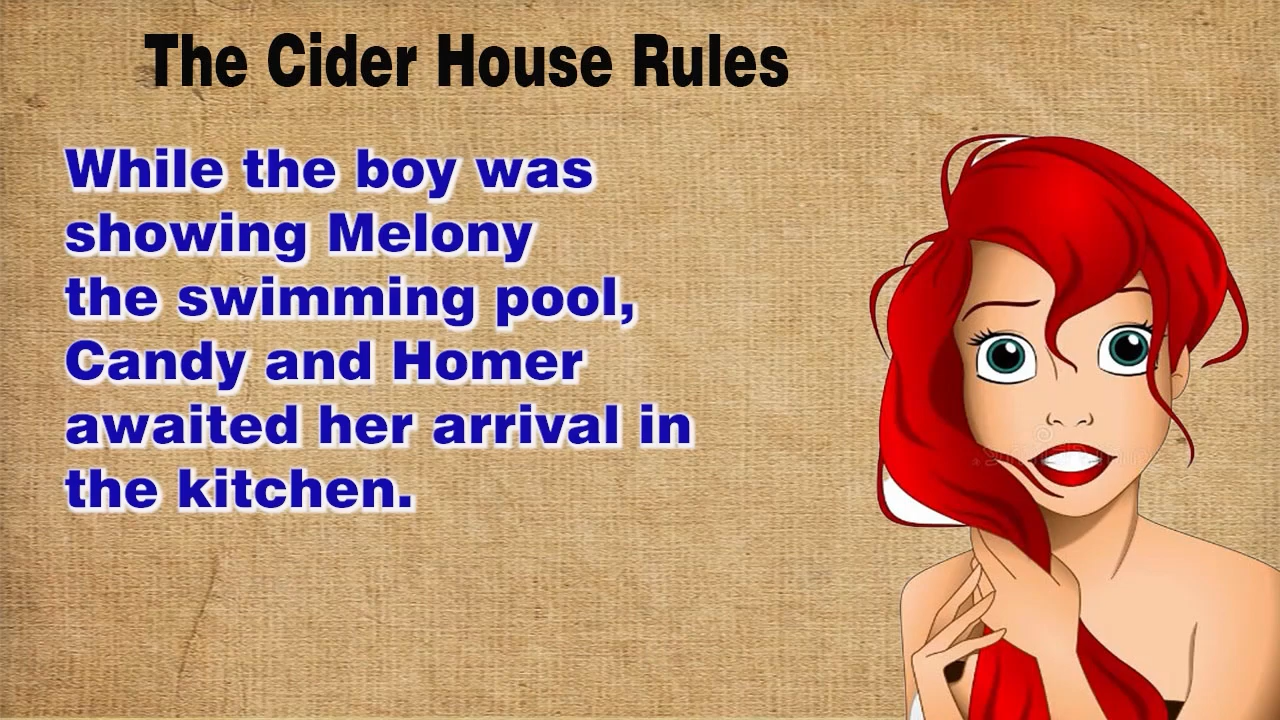 The Cider House Rules
While the boy was
showing Melony
the swimming pool,
Candy and Homer
awaited her arrival in
the kitchen.